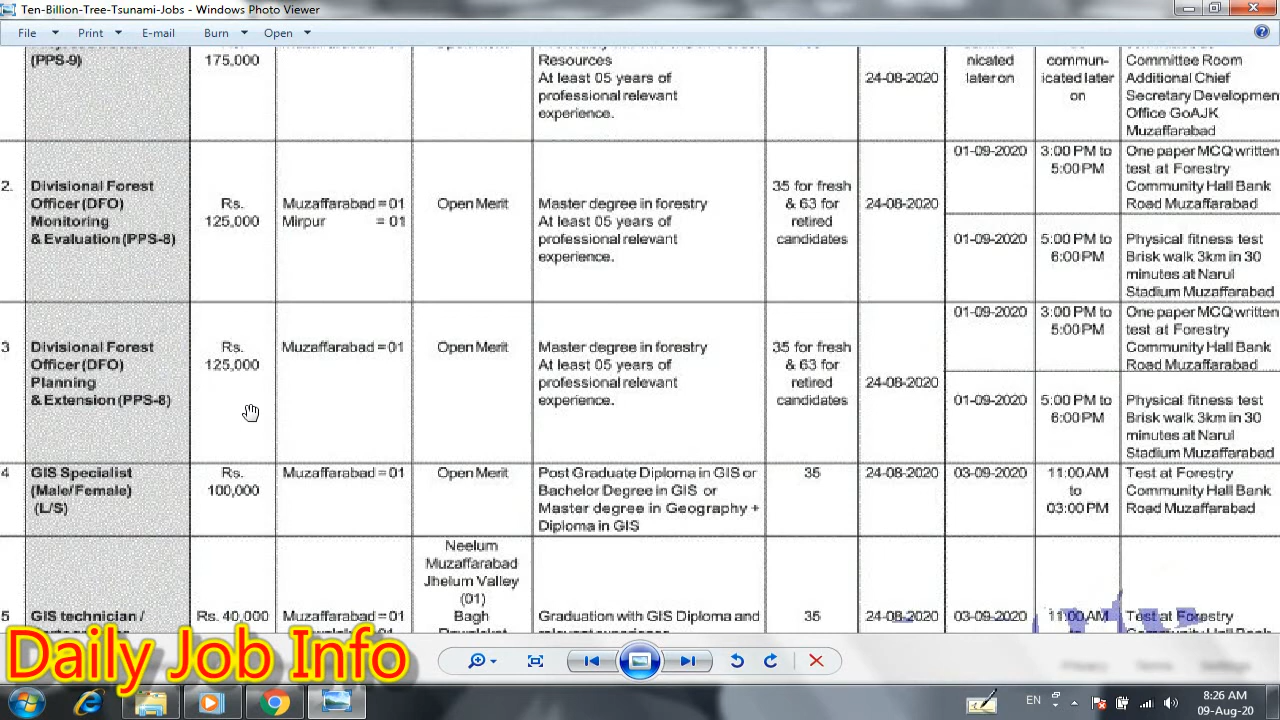 Ten-Billion-Tree-Tsunami-Jobs - Windows Photo Viewer
File Print E-mail Burn Open
(PPS-9)
175,000
Resources
At least 05 years of
professional relevant
experience.
24-08-2020
nicated
later on
commun-
icated later
on
Committee Room
Additional Chief
Secretary Developmen
Office GoAJK
Muzaffarabad
2.
Divisional Forest
Officer (DFO)
Monitoring
& Evaluation (PPS-8)
Rs.
125,000
Muzaffarabad = 01
Mirpur = 01
Open Merit
Master degree in forestry
At least 05 years of
professional relevant
experience.
35 for fresh
& 63 for
retired
candidates
24-08-2020
01-09-2020
3:00 PM to
5:00 PM
One paper MCQ written
test at Forestry
Community Hall Bank
Road Muzaffarabad
01-09-2020
5:00 PM to
6:00 PM
Physical fitness test
Brisk walk 3km in 30
minutes at Narul
Stadium Muzaffarabad
3
Divisional Forest
Officer (DFO)
Planning
& Extension (PPS-8)
Rs.
125,000
Muzaffarabad = 01
Open Merit
Master degree in forestry
At least 05 years of
professional relevant
experience.
35 for fresh
& 63 for
retired
candidates
24-08-2020
01-09-2020
3:00 PM to
5:00 PM
One paper MCQ written
test at Forestry
Community Hall Bank
Road Muzaffarabad
01-09-2020
5:00 PM to
6:00 PM
Physical fitness test
Brisk walk 3km in 30
minutes at Narul
Stadium Muzaffarabad
4
GIS Specialist
(Male/Female)
(L/S)
Rs.
100,000
Muzaffarabad = 01
Open Merit
Post Graduate Diploma in GIS or
Bachelor Degree in GIS or
Master degree in Geography +
Diploma in GIS
35
24-08-2020
03-09-2020
11:00 AM
to
03:00 PM
Test at Forestry
Community Hall Bank
Road Muzaffarabad
5
GIS technician /
Rs. 40,000
Muzaffarabad = 01
Neelum
Muzaffarabad
Jhelum Valley
(01)
Bagh
Graduation with GIS Diploma and
35
24-08-2020
03-09-2020
11:00 AM
Test at Forestry
Daily Job Info
EN
8:26 AM
09-Aug-20